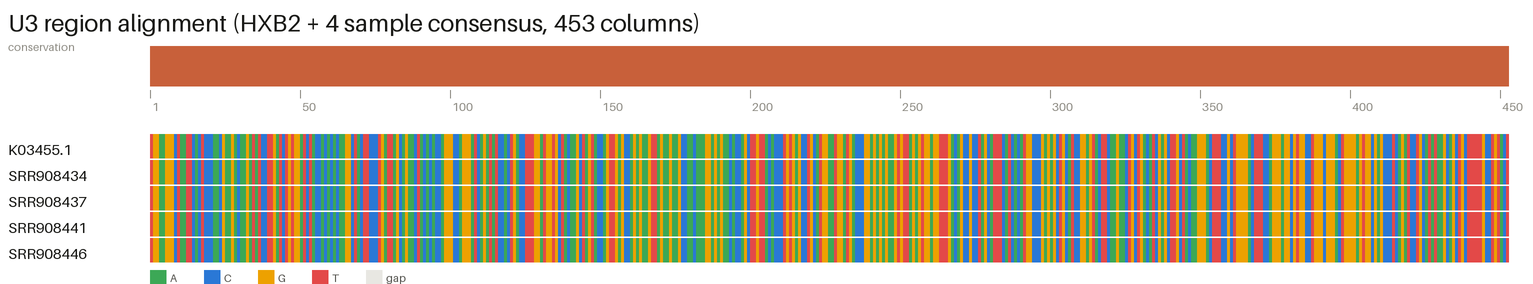 U3 region alignment (HXB2 + 4 sample consensus, 453 columns)
conservation
1 50 100 150 200 250 300 350 400 450
K03455.1
SRR908434
SRR908437
SRR908441
SRR908446
A C G T gap